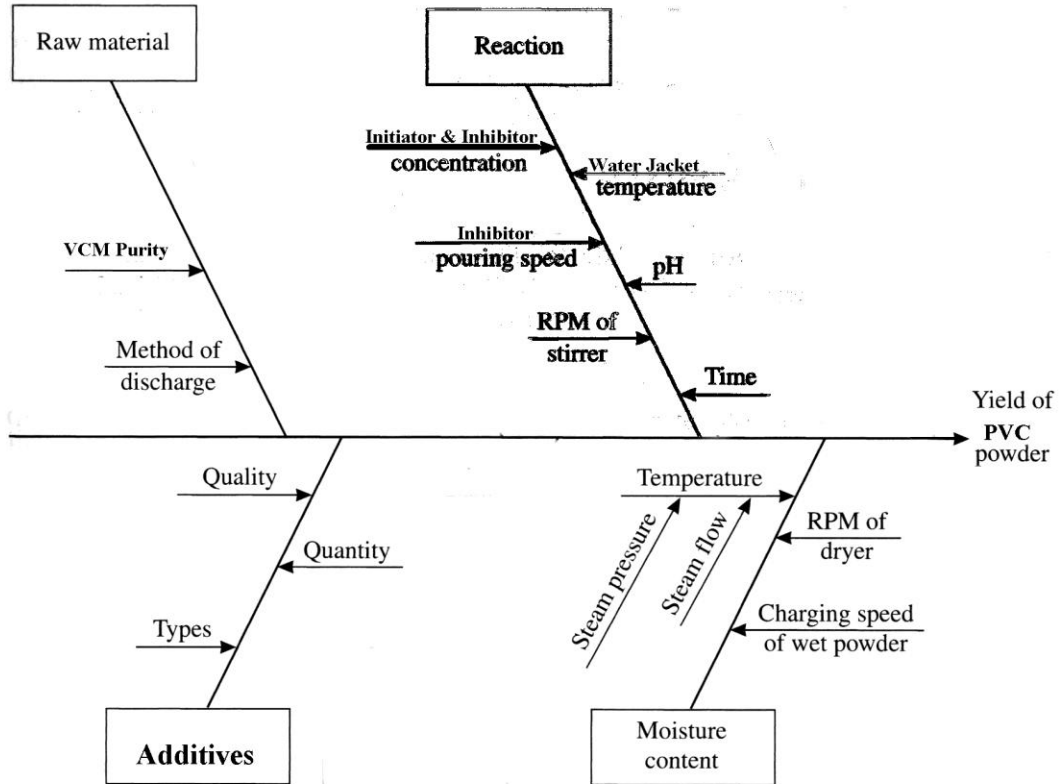 Raw material
Reaction
Initiator & Inhibitor
concentration
Water Jacket
temperature
VCM Purity
Inhibitor
pouring speed
pH
Method of
discharge
RPM of
stirrer
Time
Yield of
PVC
powder
Quality
Quantity
Types
Temperature
Steam pressure
Steam flow
RPM of
dryer
Charging speed
of wet powder
Additives
Moisture
content